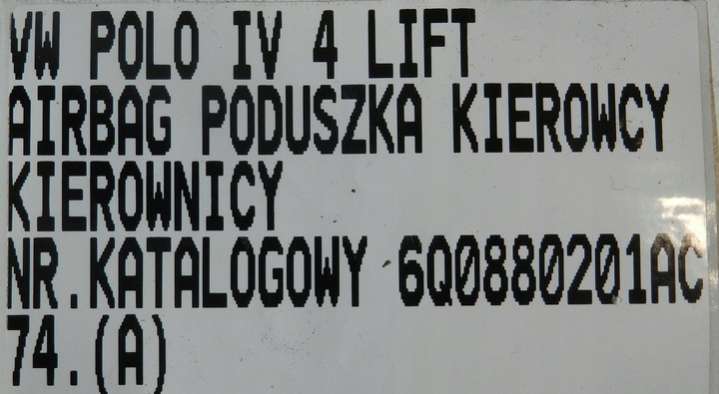 VW POLO IV 4 LIFT
AIRBAG PODUSZKA KIEROWCY
KIEROWNICY
NR.KATALOGOWY 6Q0880201AC
74.(A)